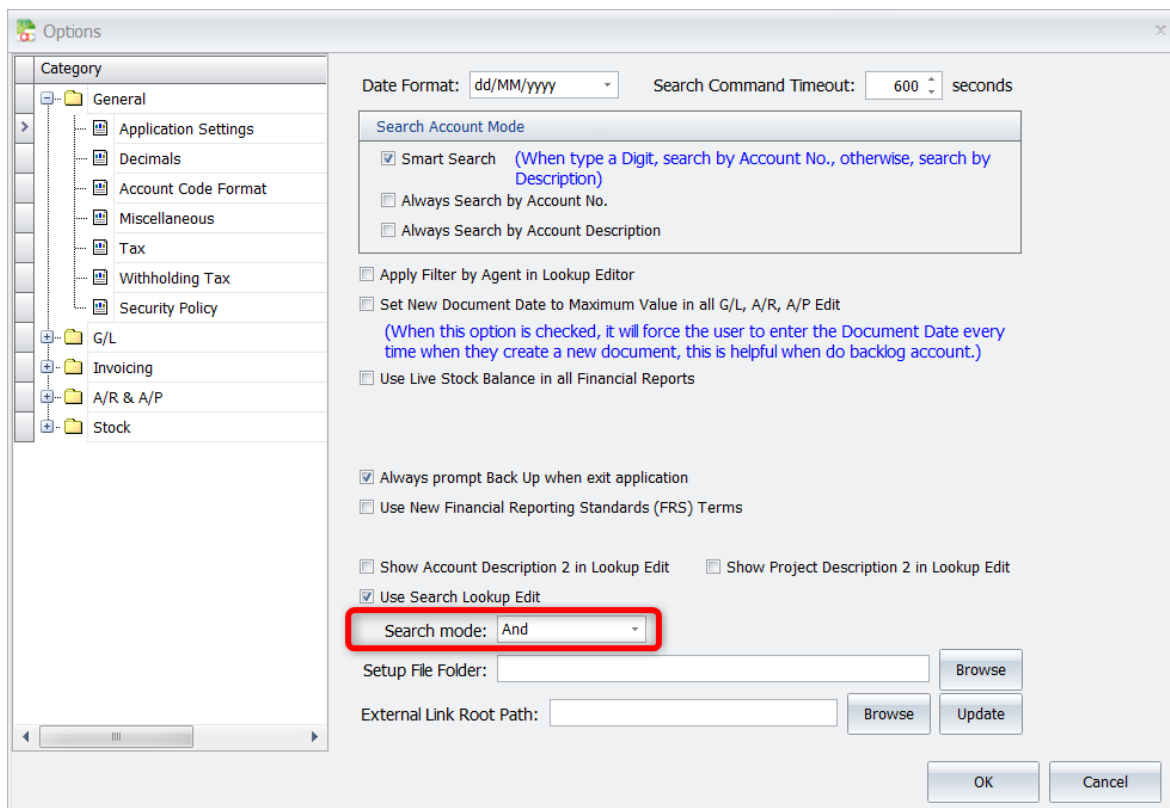 Options
Category
General
Application Settings
Decimals
Account Code Format
Miscellaneous
Tax
Withholding Tax
Security Policy
G/L
Invoicing
A/R & A/P
Stock
Date Format: dd/MM/yyyy Search Command Timeout: 600 seconds
Search Account Mode
Smart Search (When type a Digit, search by Account No., otherwise, search by
Description)
Always Search by Account No.
Always Search by Account Description
Apply Filter by Agent in Lookup Editor
Set New Document Date to Maximum Value in all G/L, A/R, A/P Edit
(When this option is checked, it will force the user to enter the Document Date every
time when they create a new document, this is helpful when do backlog account.)
Use Live Stock Balance in all Financial Reports
Always prompt Back Up when exit application
Use New Financial Reporting Standards (FRS) Terms
Show Account Description 2 in Lookup Edit Show Project Description 2 in Lookup Edit
Use Search Lookup Edit
Search mode: And
Setup File Folder: Browse
External Link Root Path: Browse Update
OK Cancel